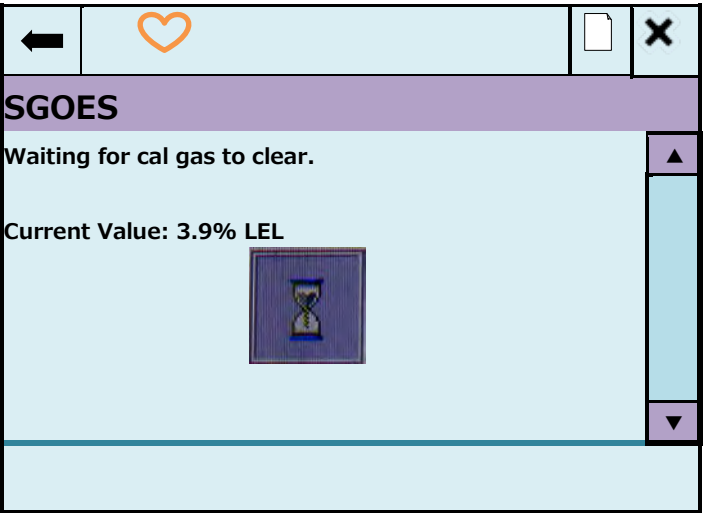 SGOES
Waiting for cal gas to clear.
Current Value: 3.9% LEL